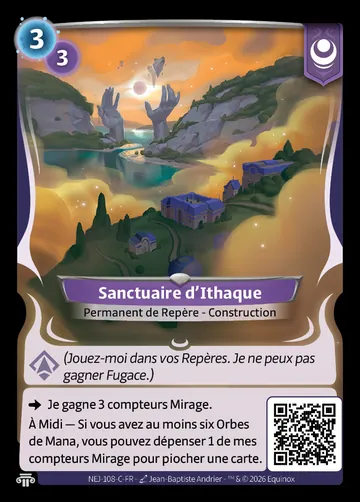 3
3
Sanctuaire d'Ithaque
Permanent de Repère - Construction
(Jouez-moi dans vos Repères. Je ne peux pas
gagner Fugace.)
Je gagne 3 compteurs Mirage.
À Midi — Si vous avez au moins six Orbes
de Mana, vous pouvez dépenser 1 de mes
compteurs Mirage pour piocher une carte.
NEJ-108-C-FR - Jean-Baptiste Andrier - ™ & © 2026 Equinox